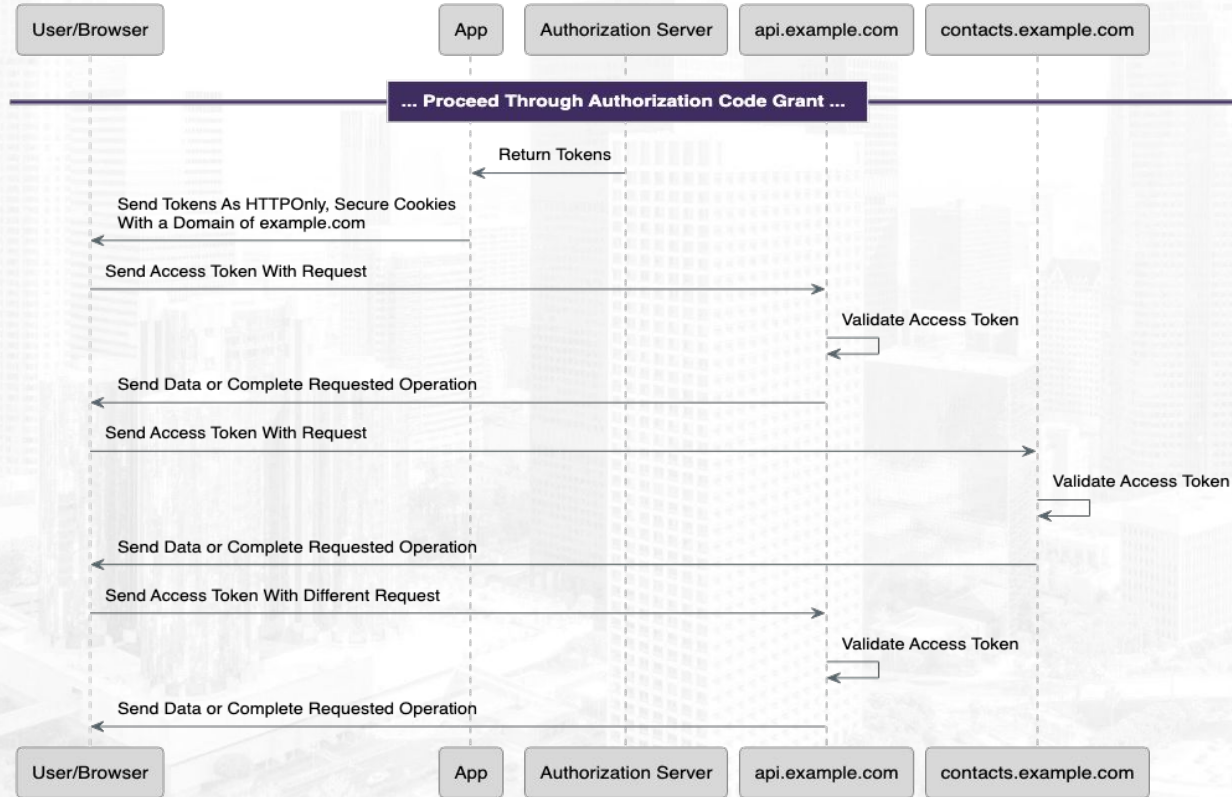 User/Browser
App
Authorization Server
api.example.com
contacts.example.com
... Proceed Through Authorization Code Grant ...
Return Tokens
Send Tokens As HTTPOnly, Secure Cookies
With a Domain of example.com
Send Access Token With Request
Validate Access Token
Send Data or Complete Requested Operation
Send Access Token With Request
Validate Access Token
Send Data or Complete Requested Operation
Send Access Token With Different Request
Validate Access Token
Send Data or Complete Requested Operation
User/Browser
App
Authorization Server
api.example.com
contacts.example.com